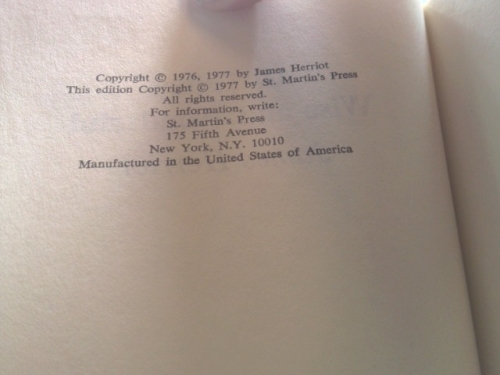 Copyright © 1976, 1977 by James Herriot
This edition Copyright © 1977 by St. Martin's Press
All rights reserved.
For information, write:
St. Martin's Press
175 Fifth Avenue
New York, N.Y. 10010
Manufactured in the United States of America